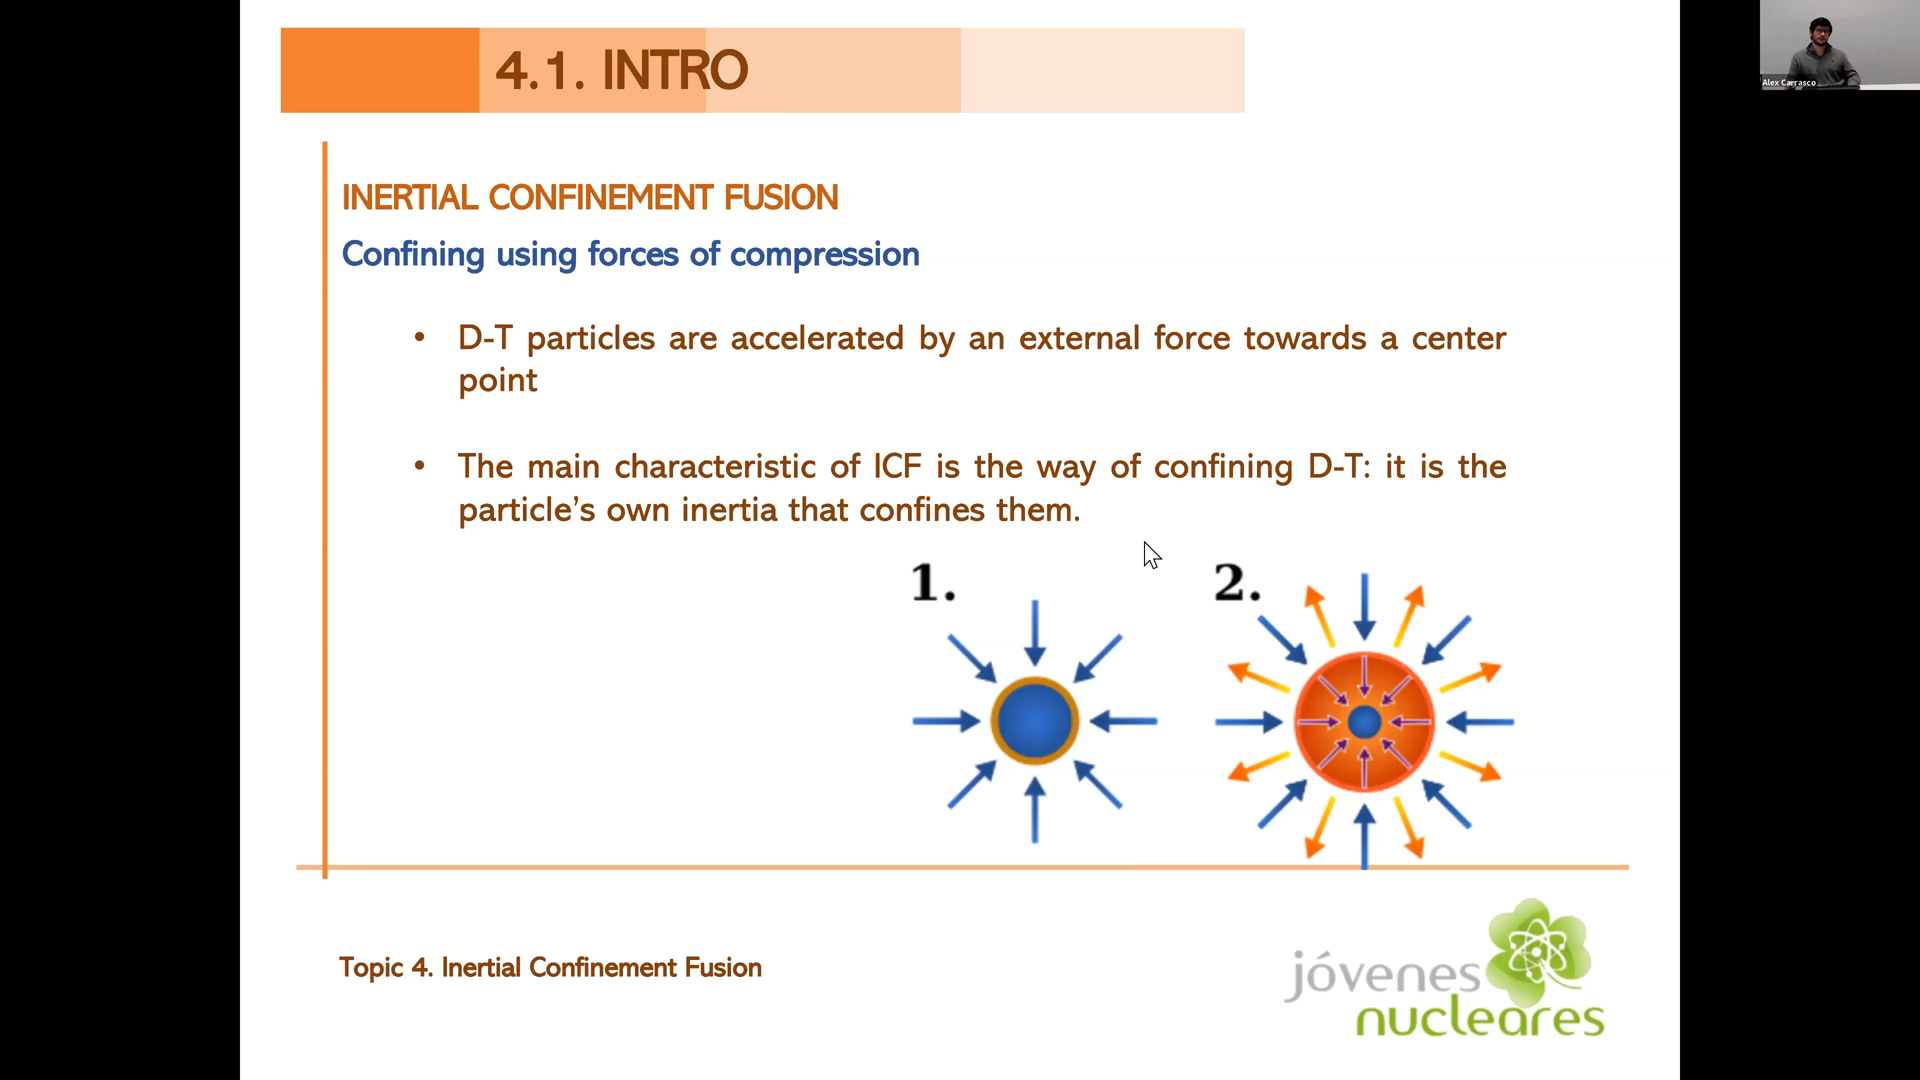 4.1. INTRO
Alex Carrasco
INERTIAL CONFINEMENT FUSION
Confining using forces of compression
• D-T particles are accelerated by an external force towards a center
point
• The main characteristic of ICF is the way of confining D-T: it is the
particle’s own inertia that confines them.
1.
2.
Topic 4. Inertial Confinement Fusion
jóvenes
nucleares